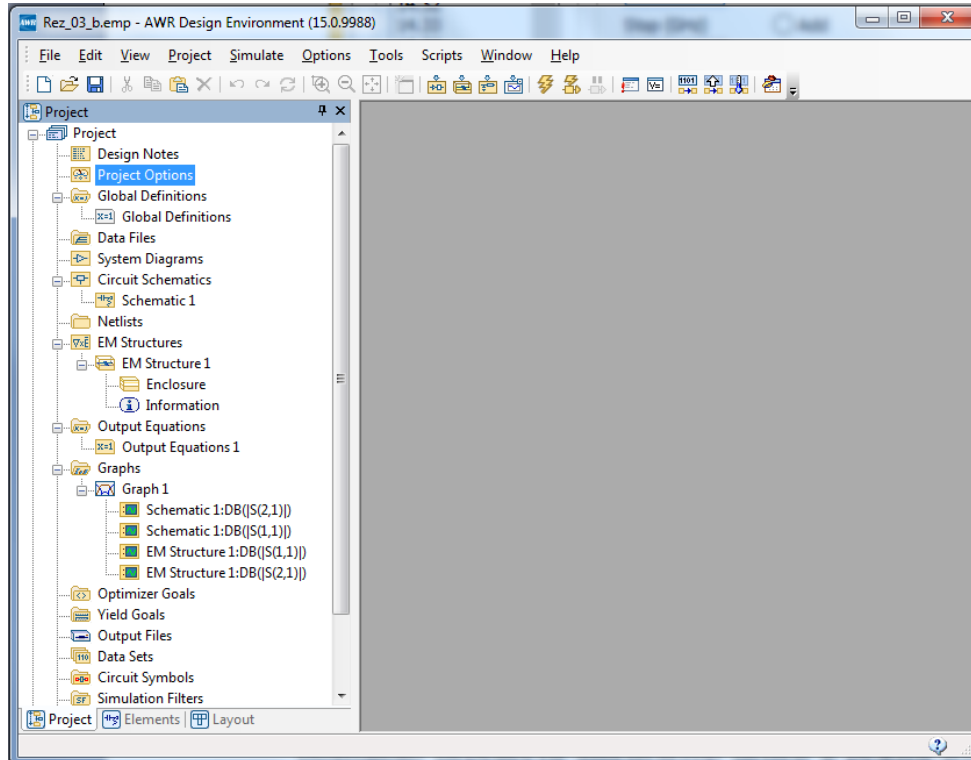 Rez_03_b.emp - AWR Design Environment (15.0.9988)
File Edit View Project Simulate Options Tools Scripts Window Help
Project
Project
Design Notes
Project Options
Global Definitions
x=1 Global Definitions
Data Files
System Diagrams
Circuit Schematics
Schematic 1
Netlists
EM Structures
EM Structure 1
Enclosure
Information
Output Equations
x=1 Output Equations 1
Graphs
Graph 1
Schematic 1:DB(|S(2,1)|)
Schematic 1:DB(|S(1,1)|)
EM Structure 1:DB(|S(1,1)|)
EM Structure 1:DB(|S(2,1)|)
Optimizer Goals
Yield Goals
Output Files
Data Sets
Circuit Symbols
SF Simulation Filters
Project Elements Layout